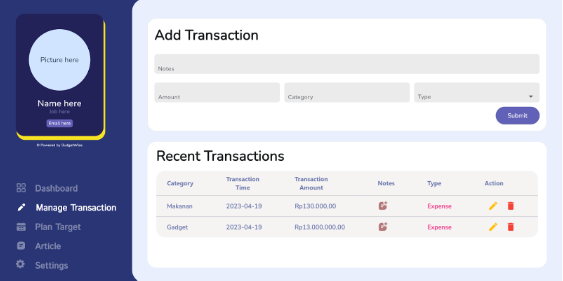 Picture here
Name here
Job here
Email here
© Powered by BudgetWise
Dashboard
Manage Transaction
Plan Target
Article
Settings
Add Transaction
Notes
Amount
Category
Type
Submit
Recent Transactions
Category
Transaction Time
Transaction Amount
Notes
Type
Action
Makanan
2023-04-19
Rp130.000,00
Expense
Gadget
2023-04-19
Rp13.000.000,00
Expense